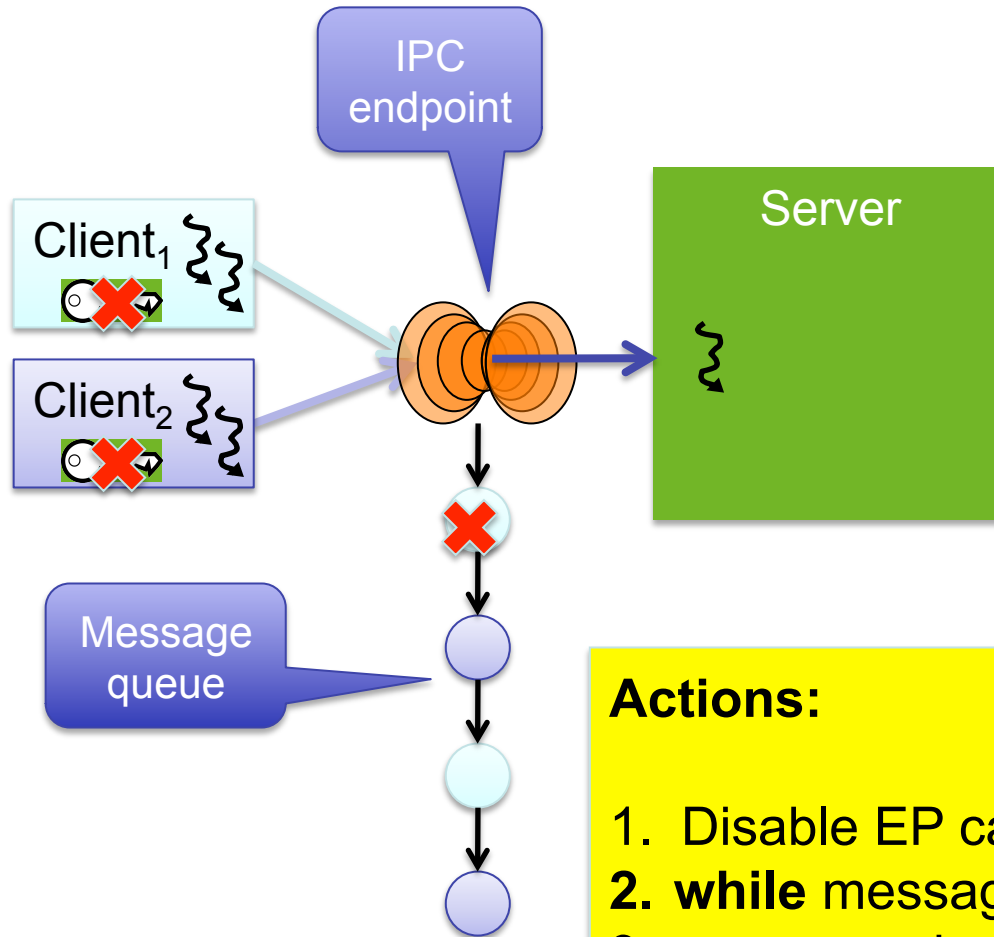 IPC
endpoint
Server
Client₁
Client₂
Message
queue
Actions:
1. Disable EP
2. while